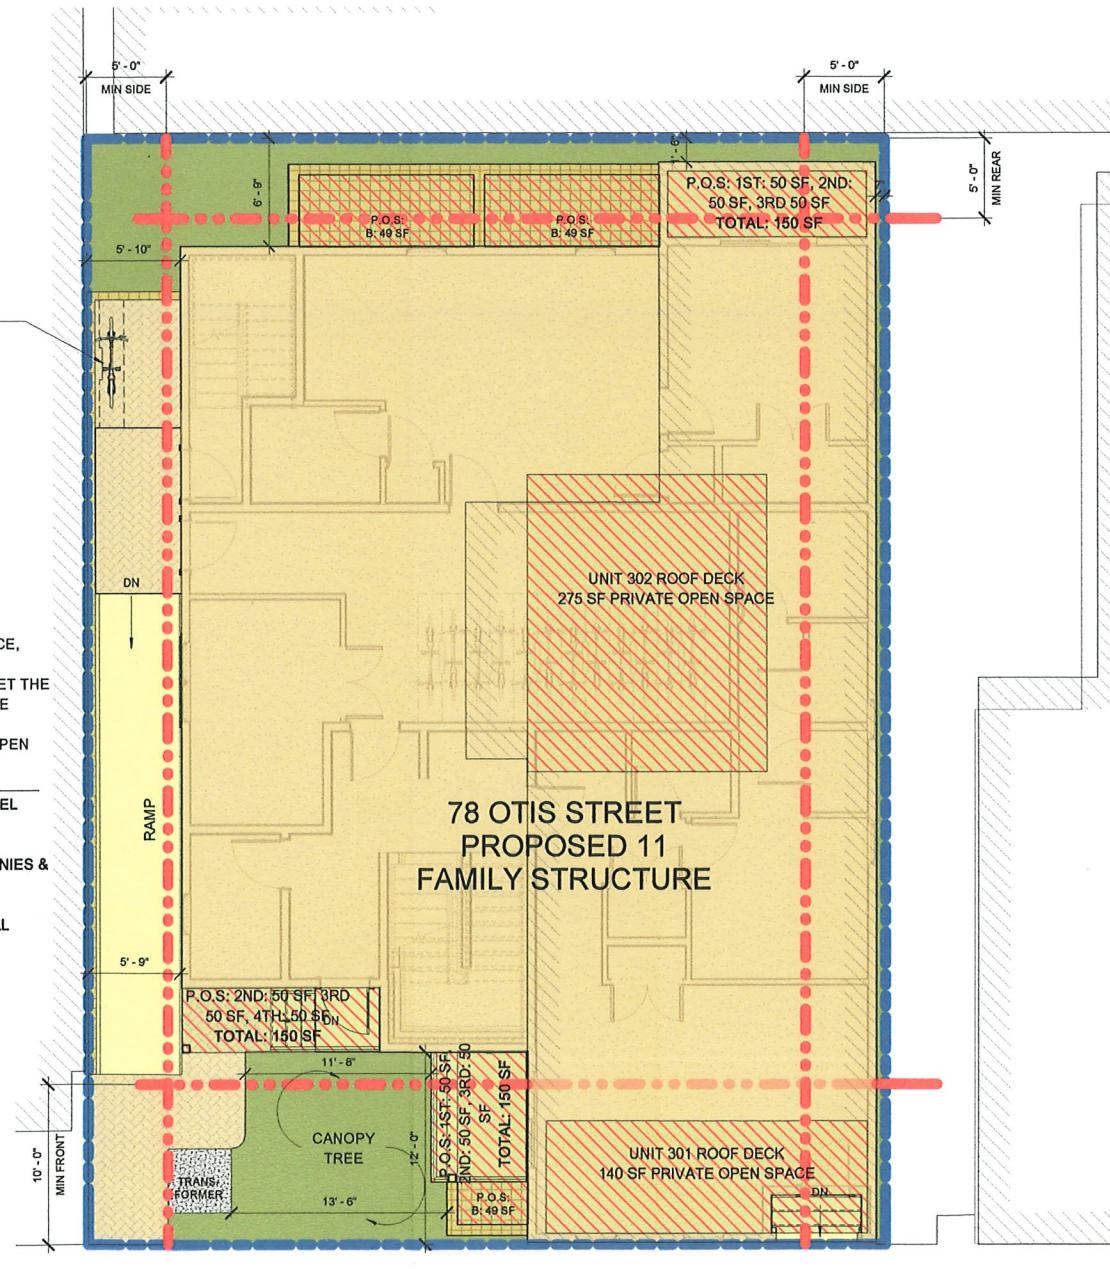 5' - 0"
MIN SIDE
5' - 0"
MIN SIDE
6' - 9"
5' - 0"
MIN REAR
P.O.S: 1ST: 50 SF, 2ND:
50 SF, 3RD 50 SF
TOTAL: 150 SF
P.O.S:
B: 49 SF
P.O.S:
B: 49 SF
5' - 10"
DN
UNIT 302 ROOF DECK
275 SF PRIVATE OPEN SPACE
CE,
ET THE
E
PEN
EL
NIES &
L
RAMP
78 OTIS STREET
PROPOSED 11
FAMILY STRUCTURE
5' - 9"
P.O.S: 2ND: 50 SF, 3RD
50 SF, 4TH: 50 SF
DN
TOTAL: 150 SF
11' - 8"
P.O.S: 1ST: 50 SF,
2ND: 50 SF, 3RD: 50
SF
TOTAL: 150 SF
10' - 0"
MIN FRONT
CANOPY
TREE
12' - 0"
TRANS-
FORMER
13' - 6"
P.O.S:
B: 49 SF
UNIT 301 ROOF DECK
140 SF PRIVATE OPEN SPACE
DN